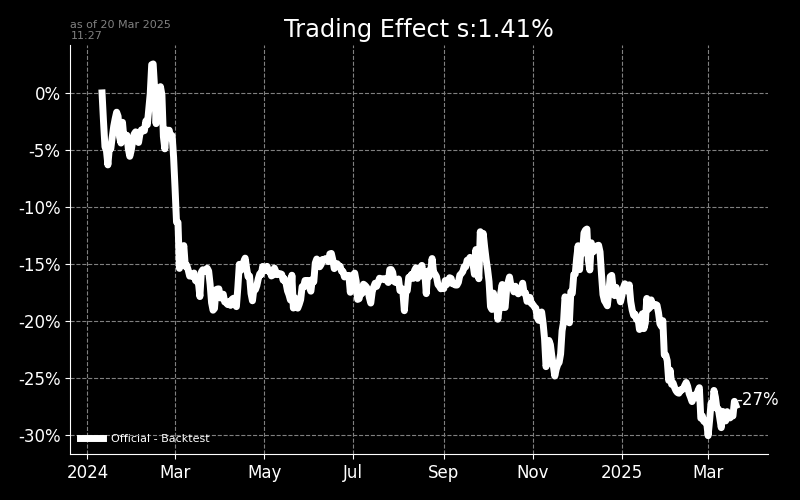 as of 20 Mar 2025
11:27
Trading Effect s:1.41%
0%
-5%
-10%
-15%
-20%
-25%
-30%
-27%
Official - Backtest
2024 Mar May Jul Sep Nov 2025 Mar